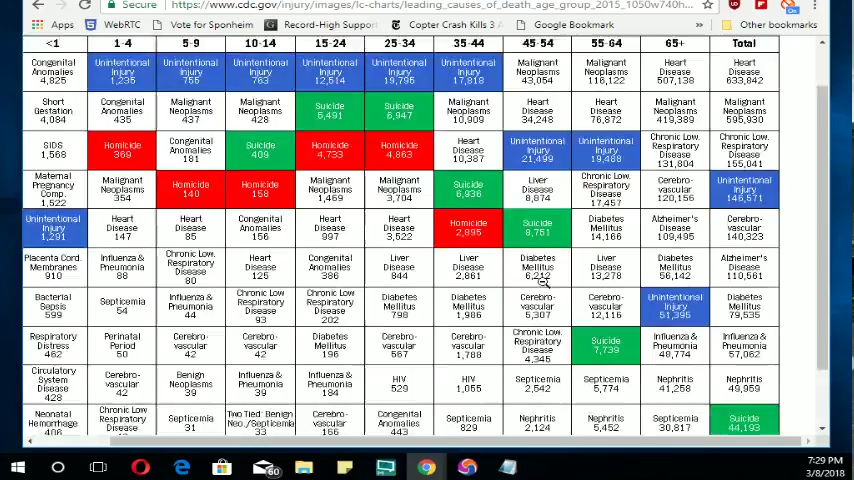 Secure https://www.cdc.gov/injury/images/lc-charts/leading_causes_of_death_age_group_2015_1050w740h...
WebRTC Vote for Sponheim Record-High Support Copter Crash Kills 3 Google Bookmark Other bookmarks
<1 1-4 5-9 10-14 15-24 25-34 35-44 45-54 55-64 65+ Total
Congenital Anomalies 4,825 Unintentional Injury 1,235 Unintentional Injury 755 Unintentional Injury 763 Unintentional Injury 12,514 Unintentional Injury 19,795 Unintentional Injury 17,818 Malignant Neoplasms 43,054 Malignant Neoplasms 116,122 Heart Disease 507,138 Heart Disease 633,842
Short Gestation 4,084 Congenital Anomalies 435 Malignant Neoplasms 437 Malignant Neoplasms 428 Suicide 5,491 Suicide 6,947 Malignant Neoplasms 10,909 Heart Disease 34,248 Heart Disease 76,872 Malignant Neoplasms 419,389 Malignant Neoplasms 595,930
SIDS 1,568 Homicide 369 Congenital Anomalies 181 Suicide 409 Homicide 4,733 Homicide 4,863 Heart Disease 10,387 Unintentional Injury 21,499 Unintentional Injury 19,488 Chronic Low. Respiratory Disease 131,804 Chronic Low. Respiratory Disease 155,041
Maternal Pregnancy Comp. 1,522 Malignant Neoplasms 354 Homicide 140 Homicide 158 Malignant Neoplasms 1,469 Malignant Neoplasms 3,704 Suicide 6,936 Liver Disease 8,874 Chronic Low. Respiratory Disease 17,457 Cerebro-vascular 120,156 Unintentional Injury 146,571
Unintentional Injury 1,291 Heart Disease 147 Heart Disease 85 Congenital Anomalies 156 Heart Disease 997 Heart Disease 3,522 Homicide 2,895 Suicide 8,751 Diabetes Mellitus 14,166 Alzheimer's Disease 109,495 Cerebro-vascular 140,323
Placenta Cord. Membranes 910 Influenza & Pneumonia 88 Chronic Low. Respiratory Disease 80 Heart Disease 125 Congenital Anomalies 386 Liver Disease 844 Liver Disease 2,861 Diabetes Mellitus 6,212 Liver Disease 13,278 Diabetes Mellitus 56,142 Alzheimer's Disease 110,561
Bacterial Sepsis 599 Septicemia 54 Influenza & Pneumonia 44 Chronic Low Respiratory Disease 93 Chronic Low Respiratory Disease 202 Diabetes Mellitus 798 Diabetes Mellitus 1,986 Cerebro-vascular 5,307 Cerebro-vascular 12,116 Unintentional Injury 51,395 Diabetes Mellitus 79,535
Respiratory Distress 462 Perinatal Period 50 Cerebro-vascular 42 Cerebro-vascular 42 Diabetes Mellitus 196 Cerebro-vascular 567 Cerebro-vascular 1,788 Chronic Low. Respiratory Disease 4,345 Suicide 7,739 Influenza & Pneumonia 48,774 Influenza & Pneumonia 57,062
Circulatory System Disease 428 Cerebro-vascular 42 Benign Neoplasms 39 Influenza & Pneumonia 39 Influenza & Pneumonia 184 HIV 529 HIV 1,055 Septicemia 2,542 Septicemia 5,774 Nephritis 41,258 Nephritis 49,959
Neonatal Hemorrhage 406 Chronic Low Respiratory Disease Septicemia 31 Two Tied: Benign Neo./Septicemia 33 Cerebro-vascular 166 Congenital Anomalies 443 Septicemia 829 Nephritis 2,124 Nephritis 5,452 Septicemia 30,817 Suicide 44,193
60
7:29 PM
3/8/2018